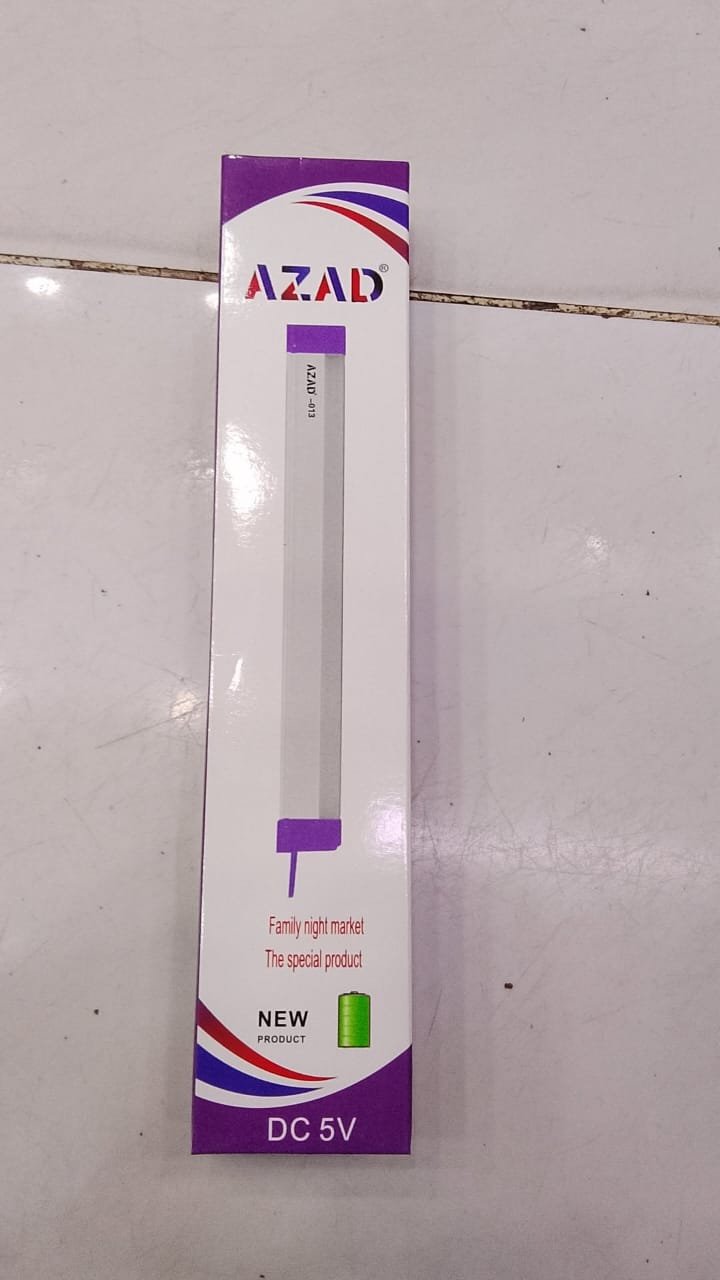 AZAD®
AZAD-013
Family night market
The special product
NEW
PRODUCT
DC 5V